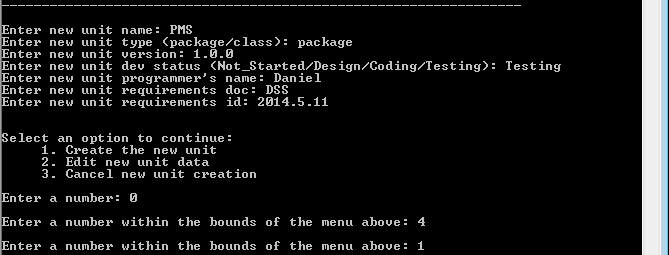 Enter new unit name: PMS
Enter new unit type (package/class): package
Enter new unit version: 1.0.0
Enter new unit dev status (Not_Started/Design/Coding/Testing): Testing
Enter new unit programmer's name: Daniel
Enter new unit requirements doc: DSS
Enter new unit requirements id: 2014.5.11
Select an option to continue:
1. Create the new unit
2. Edit new unit data
3. Cancel new unit creation
Enter a number: 0
Enter a number within the bounds of the menu above: 4
Enter a number within the bounds of the menu above: 1